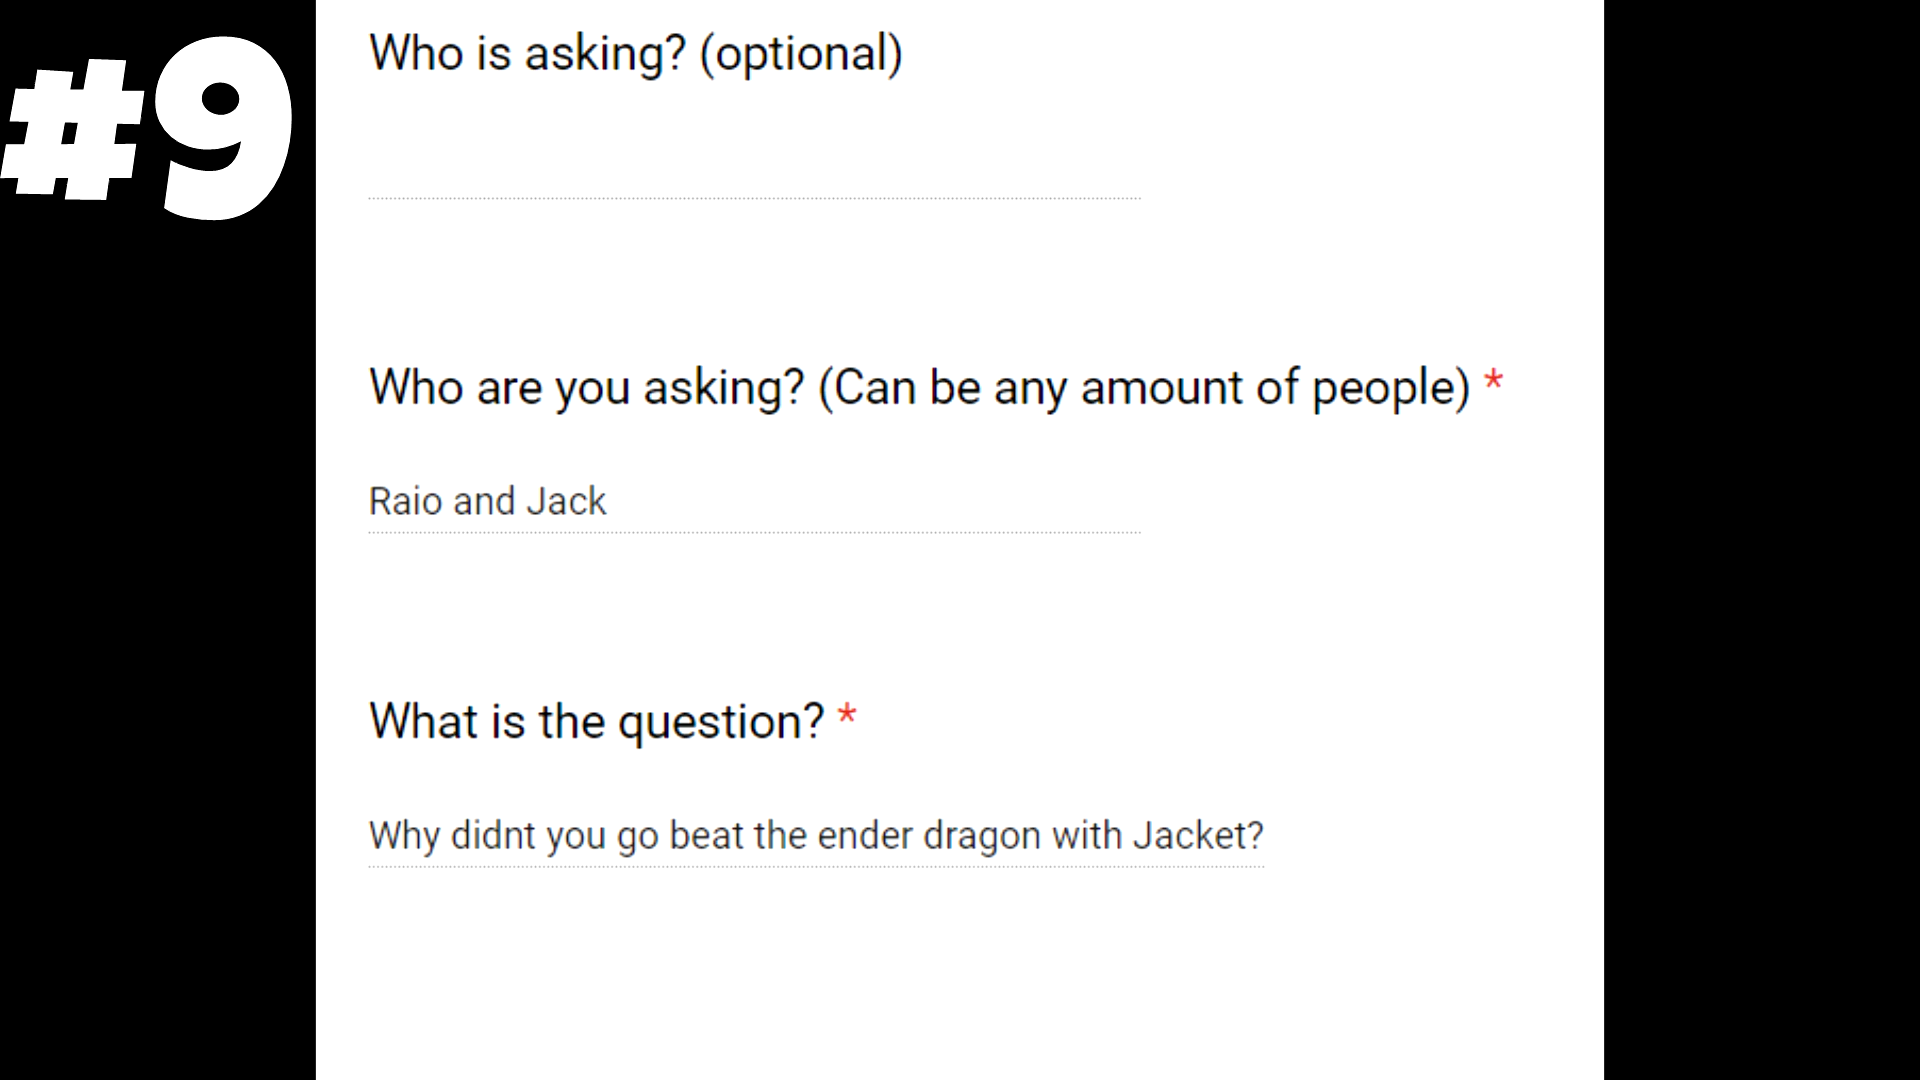 #9
Who is asking? (optional)
Who are you asking? (Can be any amount of people) *
Raio and Jack
What is the question? *
Why didnt you go beat the ender dragon with Jacket?